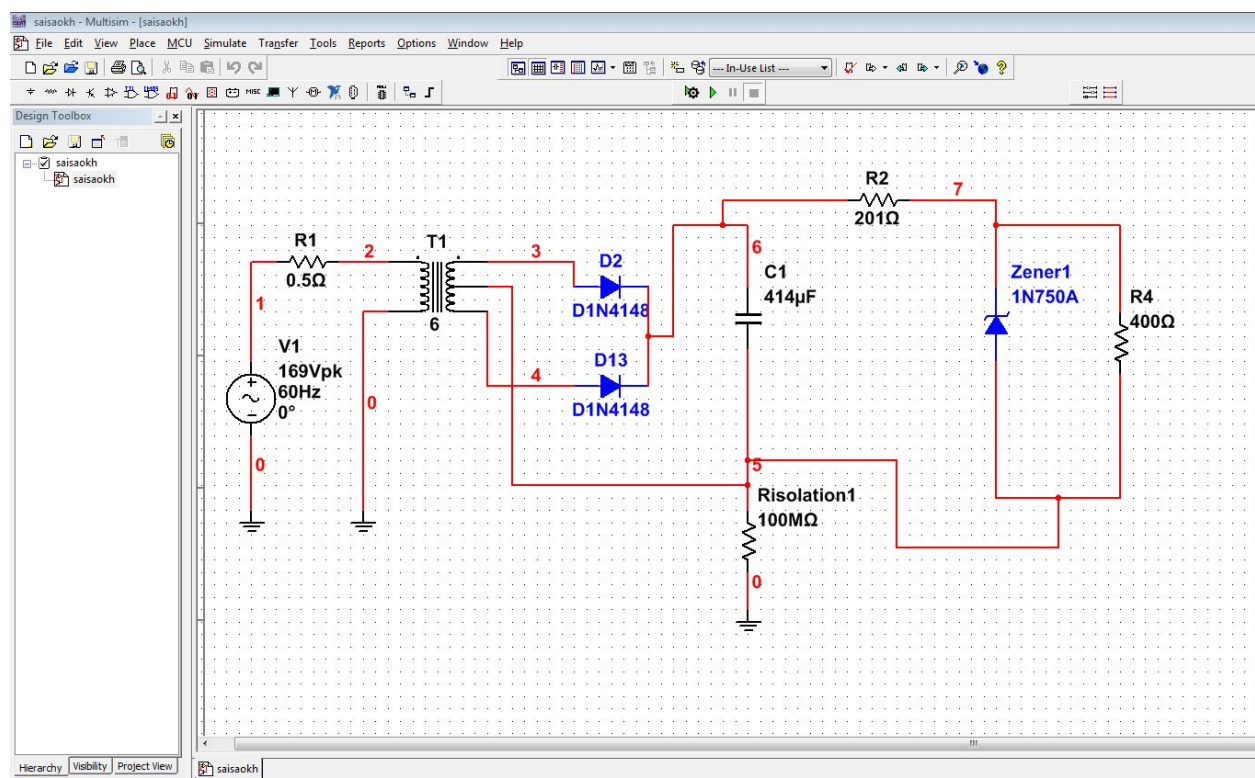 saisaokh - Multisim - [saisaokh]
File Edit View Place MCU Simulate Transfer Tools Reports Options Window Help
--- In-Use List ---
MISC
Design Toolbox
saisaokh
saisaokh
R1
0.5Ω
1
2
V1
169Vpk
60Hz
0°
0
0
T1
6
3
4
D2
D1N4148
D13
D1N4148
6
C1
414µF
5
Risolation1
100MΩ
0
R2
201Ω
7
Zener1
1N750A
R4
400Ω
Hierarchy Visibility Project View
saisaokh